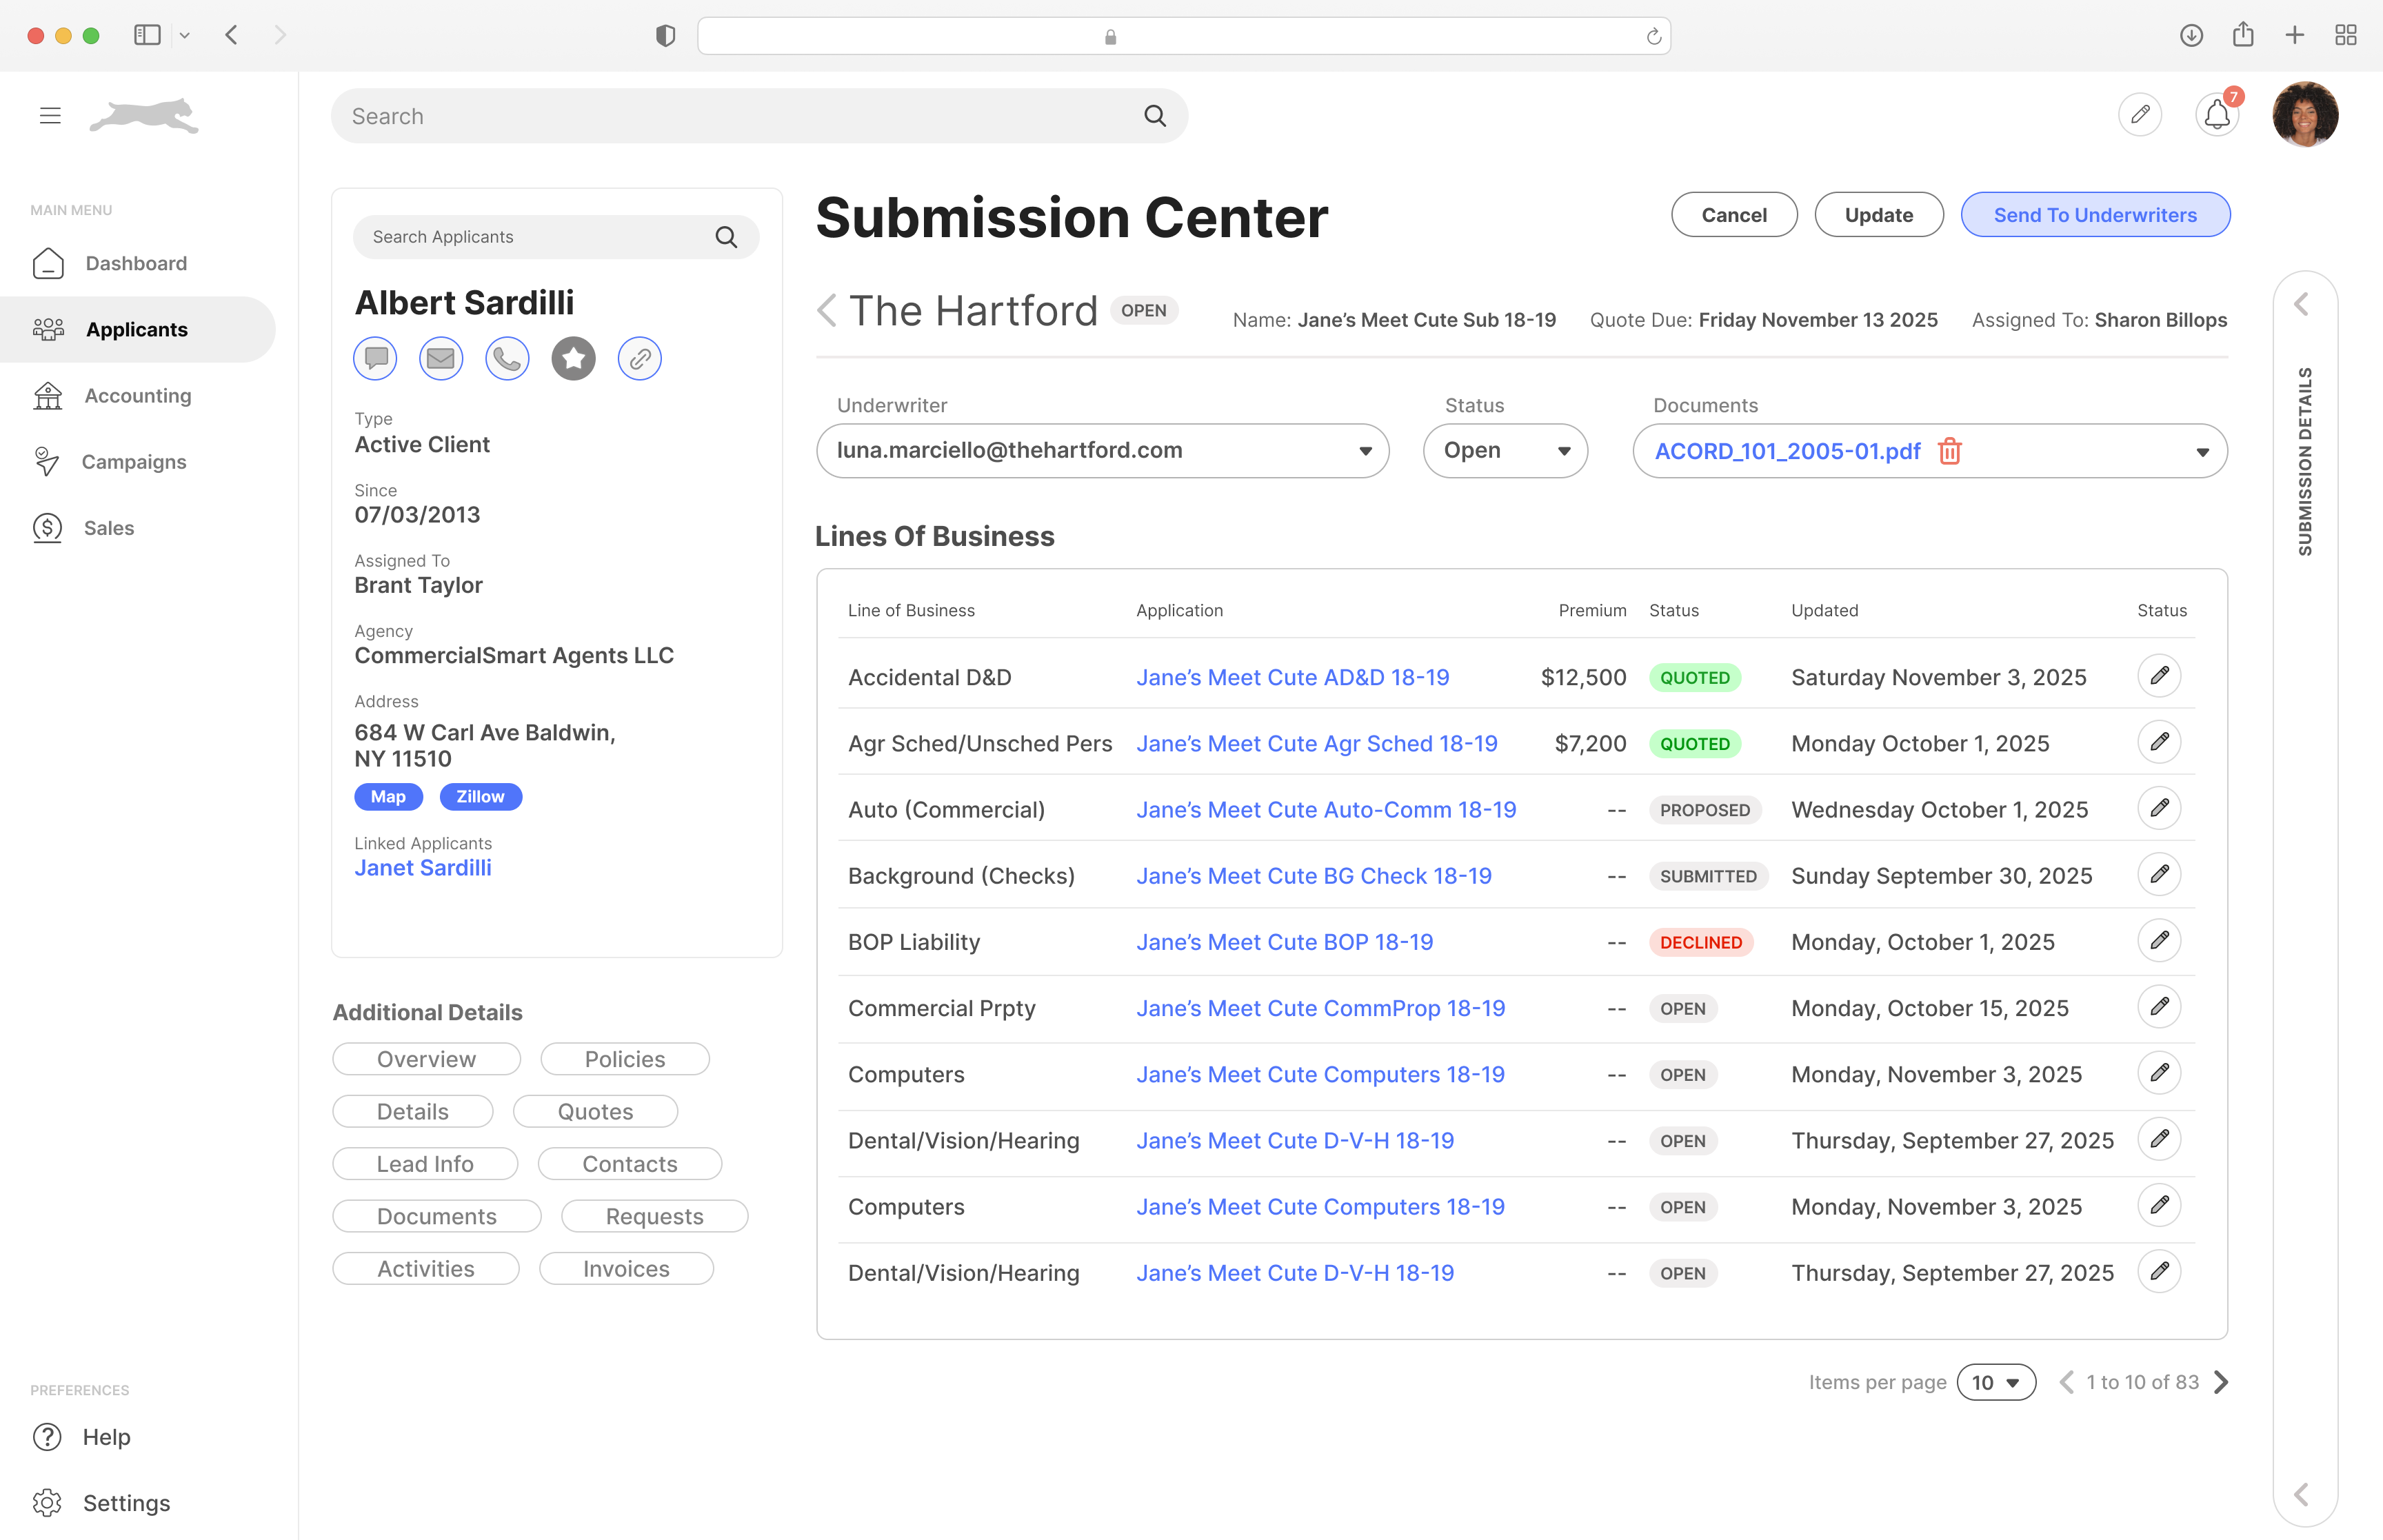 Search
7
MAIN MENU
Dashboard
Applicants
Accounting
Campaigns
Sales
PREFERENCES
Help
Settings
Search Applicants
Albert Sardilli
Type
Active Client
Since
07/03/2013
Assigned To
Brant Taylor
Agency
CommercialSmart Agents LLC
Address
684 W Carl Ave Baldwin,
NY 11510
Map Zillow
Linked Applicants
Janet Sardilli
Additional Details
Overview Policies
Details Quotes
Lead Info Contacts
Documents Requests
Activities Invoices
Submission Center
Cancel Update Send To Underwriters
The Hartford OPEN Name: Jane’s Meet Cute Sub 18-19 Quote Due: Friday November 13 2025 Assigned To: Sharon Billops
Underwriter Status Documents
luna.marciello@thehartford.com Open ACORD_101_2005-01.pdf
Lines Of Business
Line of Business Application Premium Status Updated Status
Accidental D&D Jane’s Meet Cute AD&D 18-19 $12,500 QUOTED Saturday November 3, 2025
Agr Sched/Unsched Pers Jane’s Meet Cute Agr Sched 18-19 $7,200 QUOTED Monday October 1, 2025
Auto (Commercial) Jane’s Meet Cute Auto-Comm 18-19 -- PROPOSED Wednesday October 1, 2025
Background (Checks) Jane’s Meet Cute BG Check 18-19 -- SUBMITTED Sunday September 30, 2025
BOP Liability Jane’s Meet Cute BOP 18-19 -- DECLINED Monday, October 1, 2025
Commercial Prpty Jane’s Meet Cute CommProp 18-19 -- OPEN Monday, October 15, 2025
Computers Jane’s Meet Cute Computers 18-19 -- OPEN Monday, November 3, 2025
Dental/Vision/Hearing Jane’s Meet Cute D-V-H 18-19 -- OPEN Thursday, September 27, 2025
Computers Jane’s Meet Cute Computers 18-19 -- OPEN Monday, November 3, 2025
Dental/Vision/Hearing Jane’s Meet Cute D-V-H 18-19 -- OPEN Thursday, September 27, 2025
Items per page 10 1 to 10 of 83
SUBMISSION DETAILS